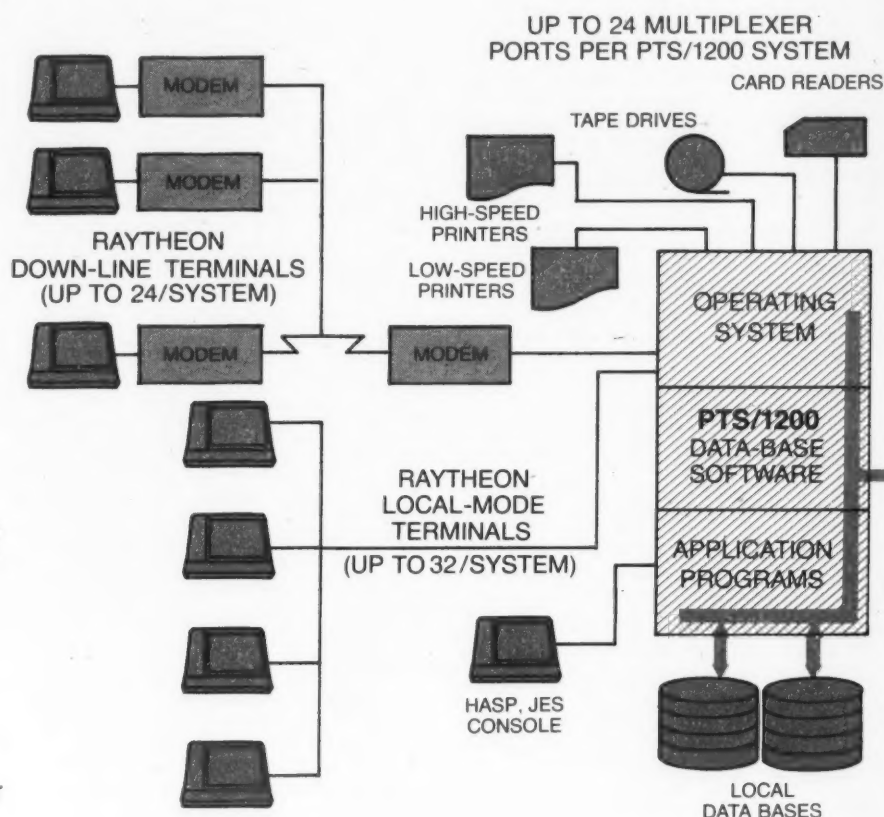 UP TO 24 MULTIPLEXER
PORTS PER PTS/1200 SYSTEM
CARD READERS
TAPE DRIVES
MODEM
MODEM
HIGH-SPEED
PRINTERS
RAYTHEON
DOWN-LINE TERMINALS
(UP TO 24/SYSTEM)
LOW-SPEED
PRINTERS
OPERATING
SYSTEM
MODEM
MODEM
PTS/1200
DATA-BASE
SOFTWARE
RAYTHEON
LOCAL-MODE
TERMINALS
(UP TO 32/SYSTEM)
APPLICATION
PROGRAMS
HASP, JES
CONSOLE
LOCAL
DATA BASES